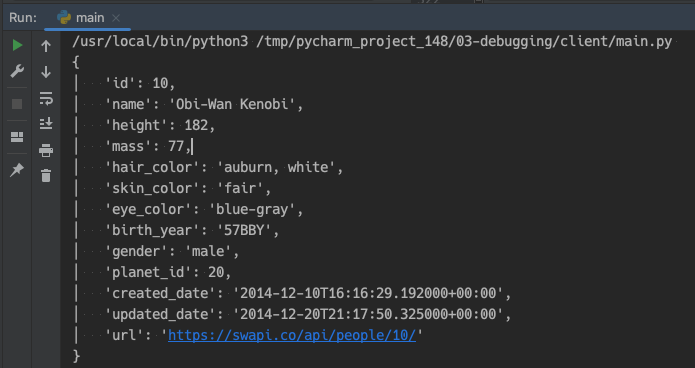 Run: main
/usr/local/bin/python3 /tmp/pycharm_project_148/03-debugging/client/main.py
{
│   'id': 10,
│   'name': 'Obi-Wan Kenobi',
│   'height': 182,
│   'mass': 77,
│   'hair_color': 'auburn, white',
│   'skin_color': 'fair',
│   'eye_color': 'blue-gray',
│   'birth_year': '57BBY',
│   'gender': 'male',
│   'planet_id': 20,
│   'created_date': '2014-12-10T16:16:29.192000+00:00',
│   'updated_date': '2014-12-20T21:17:50.325000+00:00',
│   'url': 'https://swapi.co/api/people/10/'
}